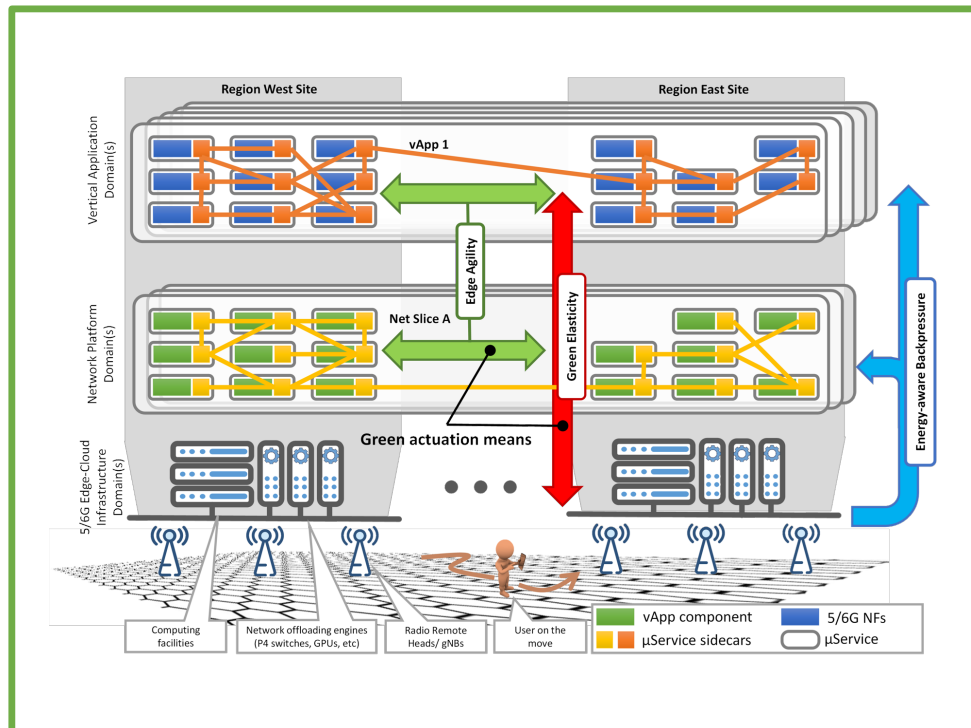 Region West Site
Region East Site
Vertical Application
Domain(s)
vApp 1
Edge Agility
Green Elasticity
Energy-aware Backpressure
Network Platform
Domain(s)
Net Slice A
Green actuation means
5/6G Edge-Cloud
Infrastructure
Domain(s)
Computing
facilities
Network offloading engines
(P4 switches, GPUs, etc)
Radio Remote
Heads/ gNBs
User on the
move
vApp component
5/6G NFs
µService sidecars
µService